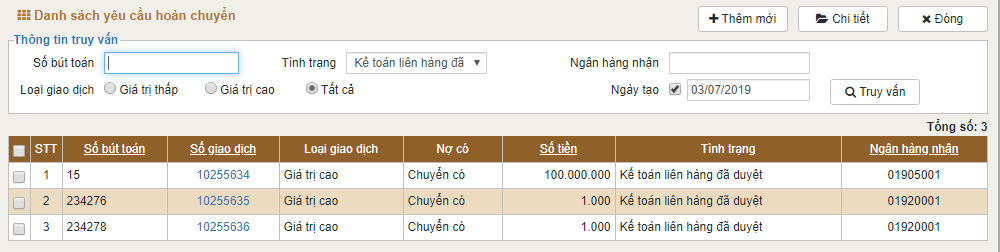 Danh sách yêu cầu hoàn chuyển Thêm mới Chi tiết Đóng
Thông tin truy vấn
Số bút toán Tình trạng Kế toán liên hàng đã Ngân hàng nhận
Loại giao dịch Giá trị thấp Giá trị cao Tất cả Ngày tạo 03/07/2019 Truy vấn
Tổng số: 3
STT Số bút toán Số giao dịch Loại giao dịch Nợ có Số tiền Tình trạng Ngân hàng nhận
1 15 10255634 Giá trị cao Chuyển có 100.000.000 Kế toán liên hàng đã duyệt 01905001
2 234276 10255635 Giá trị cao Chuyển có 1.000 Kế toán liên hàng đã duyệt 01920001
3 234278 10255636 Giá trị cao Chuyển có 1.000 Kế toán liên hàng đã duyệt 01920001